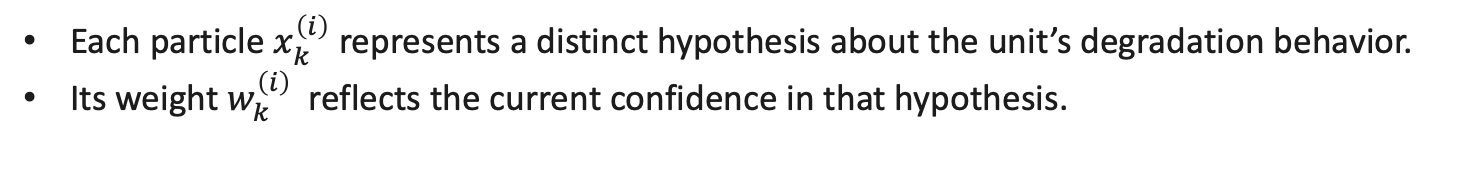 • Each particle $x_k^{(i)}$ represents a distinct hypothesis about the unit’s degradation behavior.
• Its weight $w_k^{(i)}$ reflects the current confidence in that hypothesis.